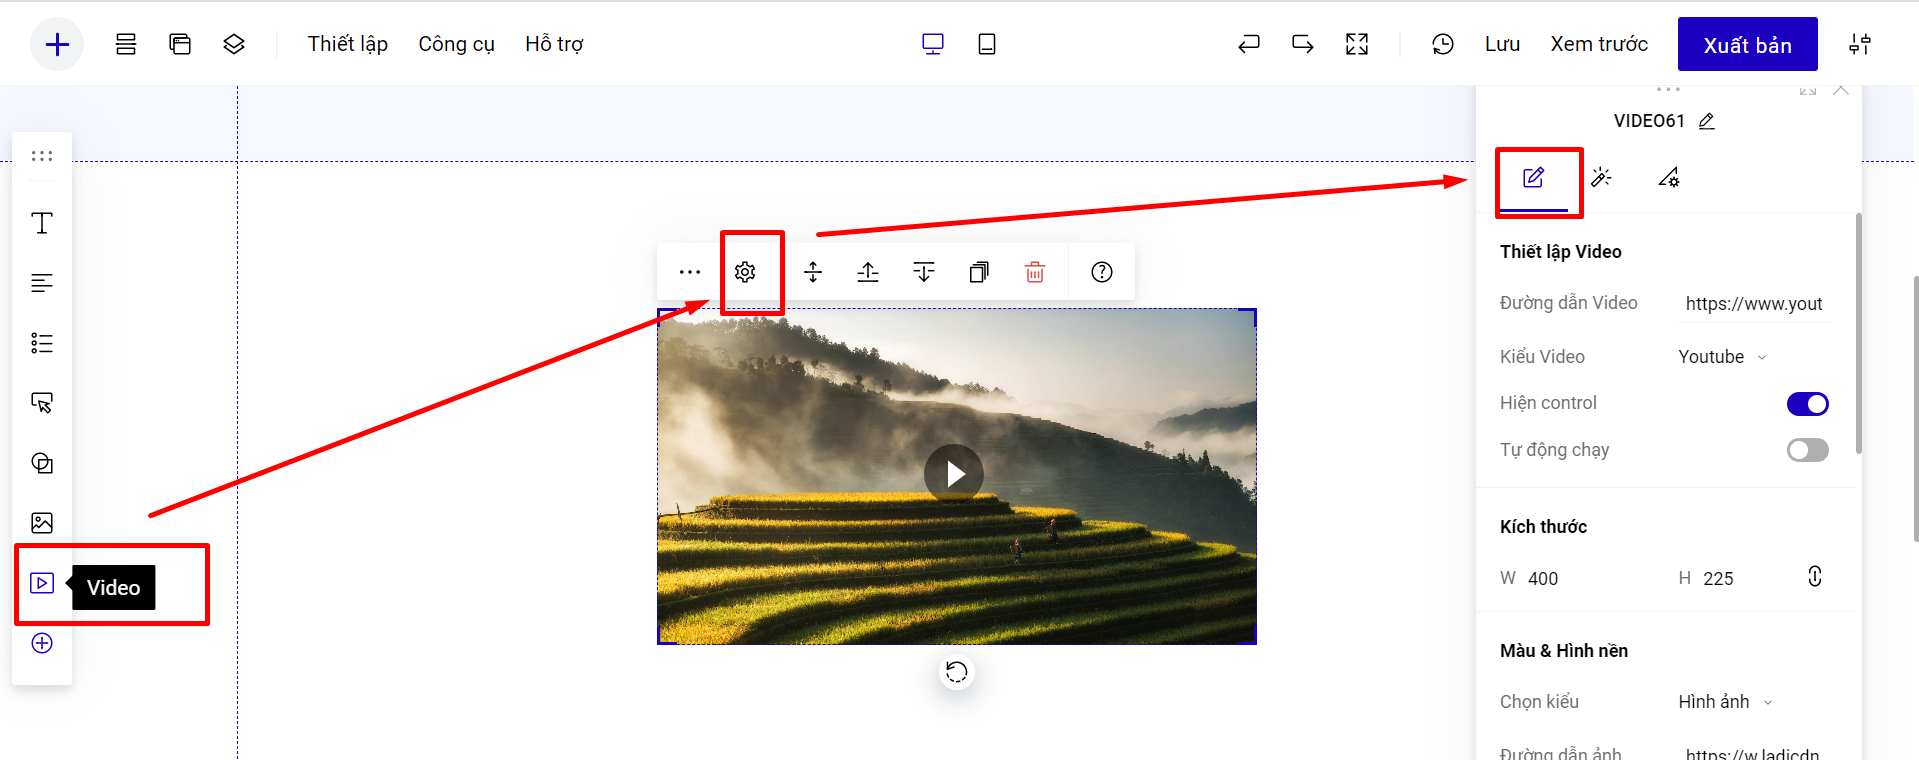 Thiết lập Công cụ Hỗ trợ Lưu Xem trước Xuất bản
VIDEO61
Thiết lập Video
Đường dẫn Video https://www.yout
Kiểu Video Youtube
Hiện control
Tự động chạy
Kích thước
W 400 H 225
Video
Màu & Hình nền
Chọn kiểu Hình ảnh
Đường dẫn ảnh https://w.ladicdn